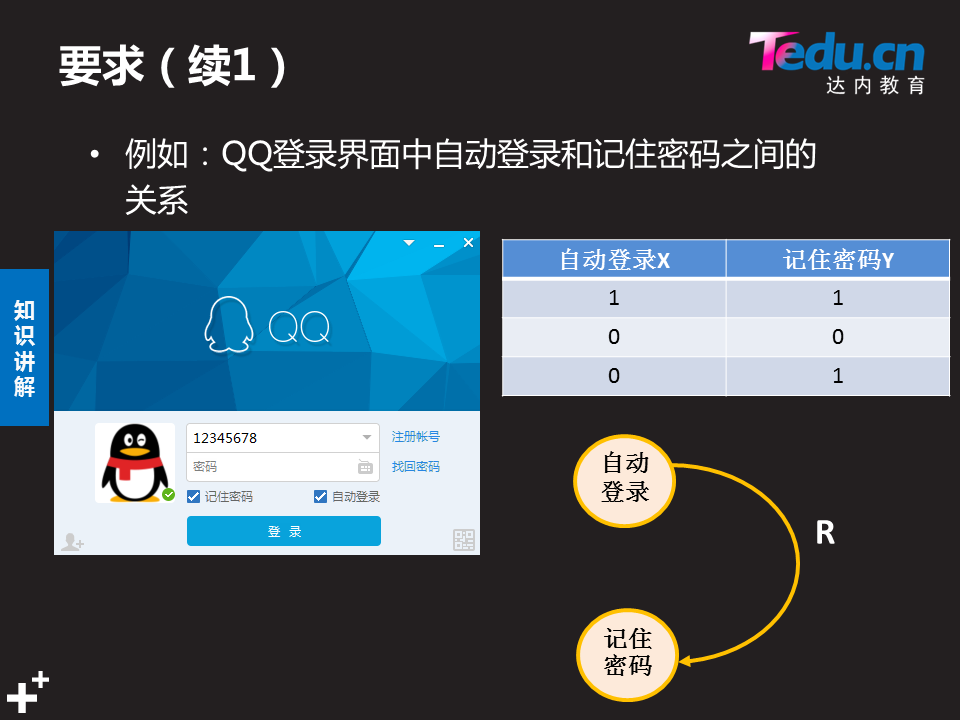 要求（续1）
Tedu.cn
达内教育
• 例如：QQ登录界面中自动登录和记住密码之间的
关系
知识讲解
QQ
12345678
注册帐号
密码
找回密码
记住密码
自动登录
登 录
自动登录X 记住密码Y
1 1
0 0
0 1
自动
登录
R
记住
密码